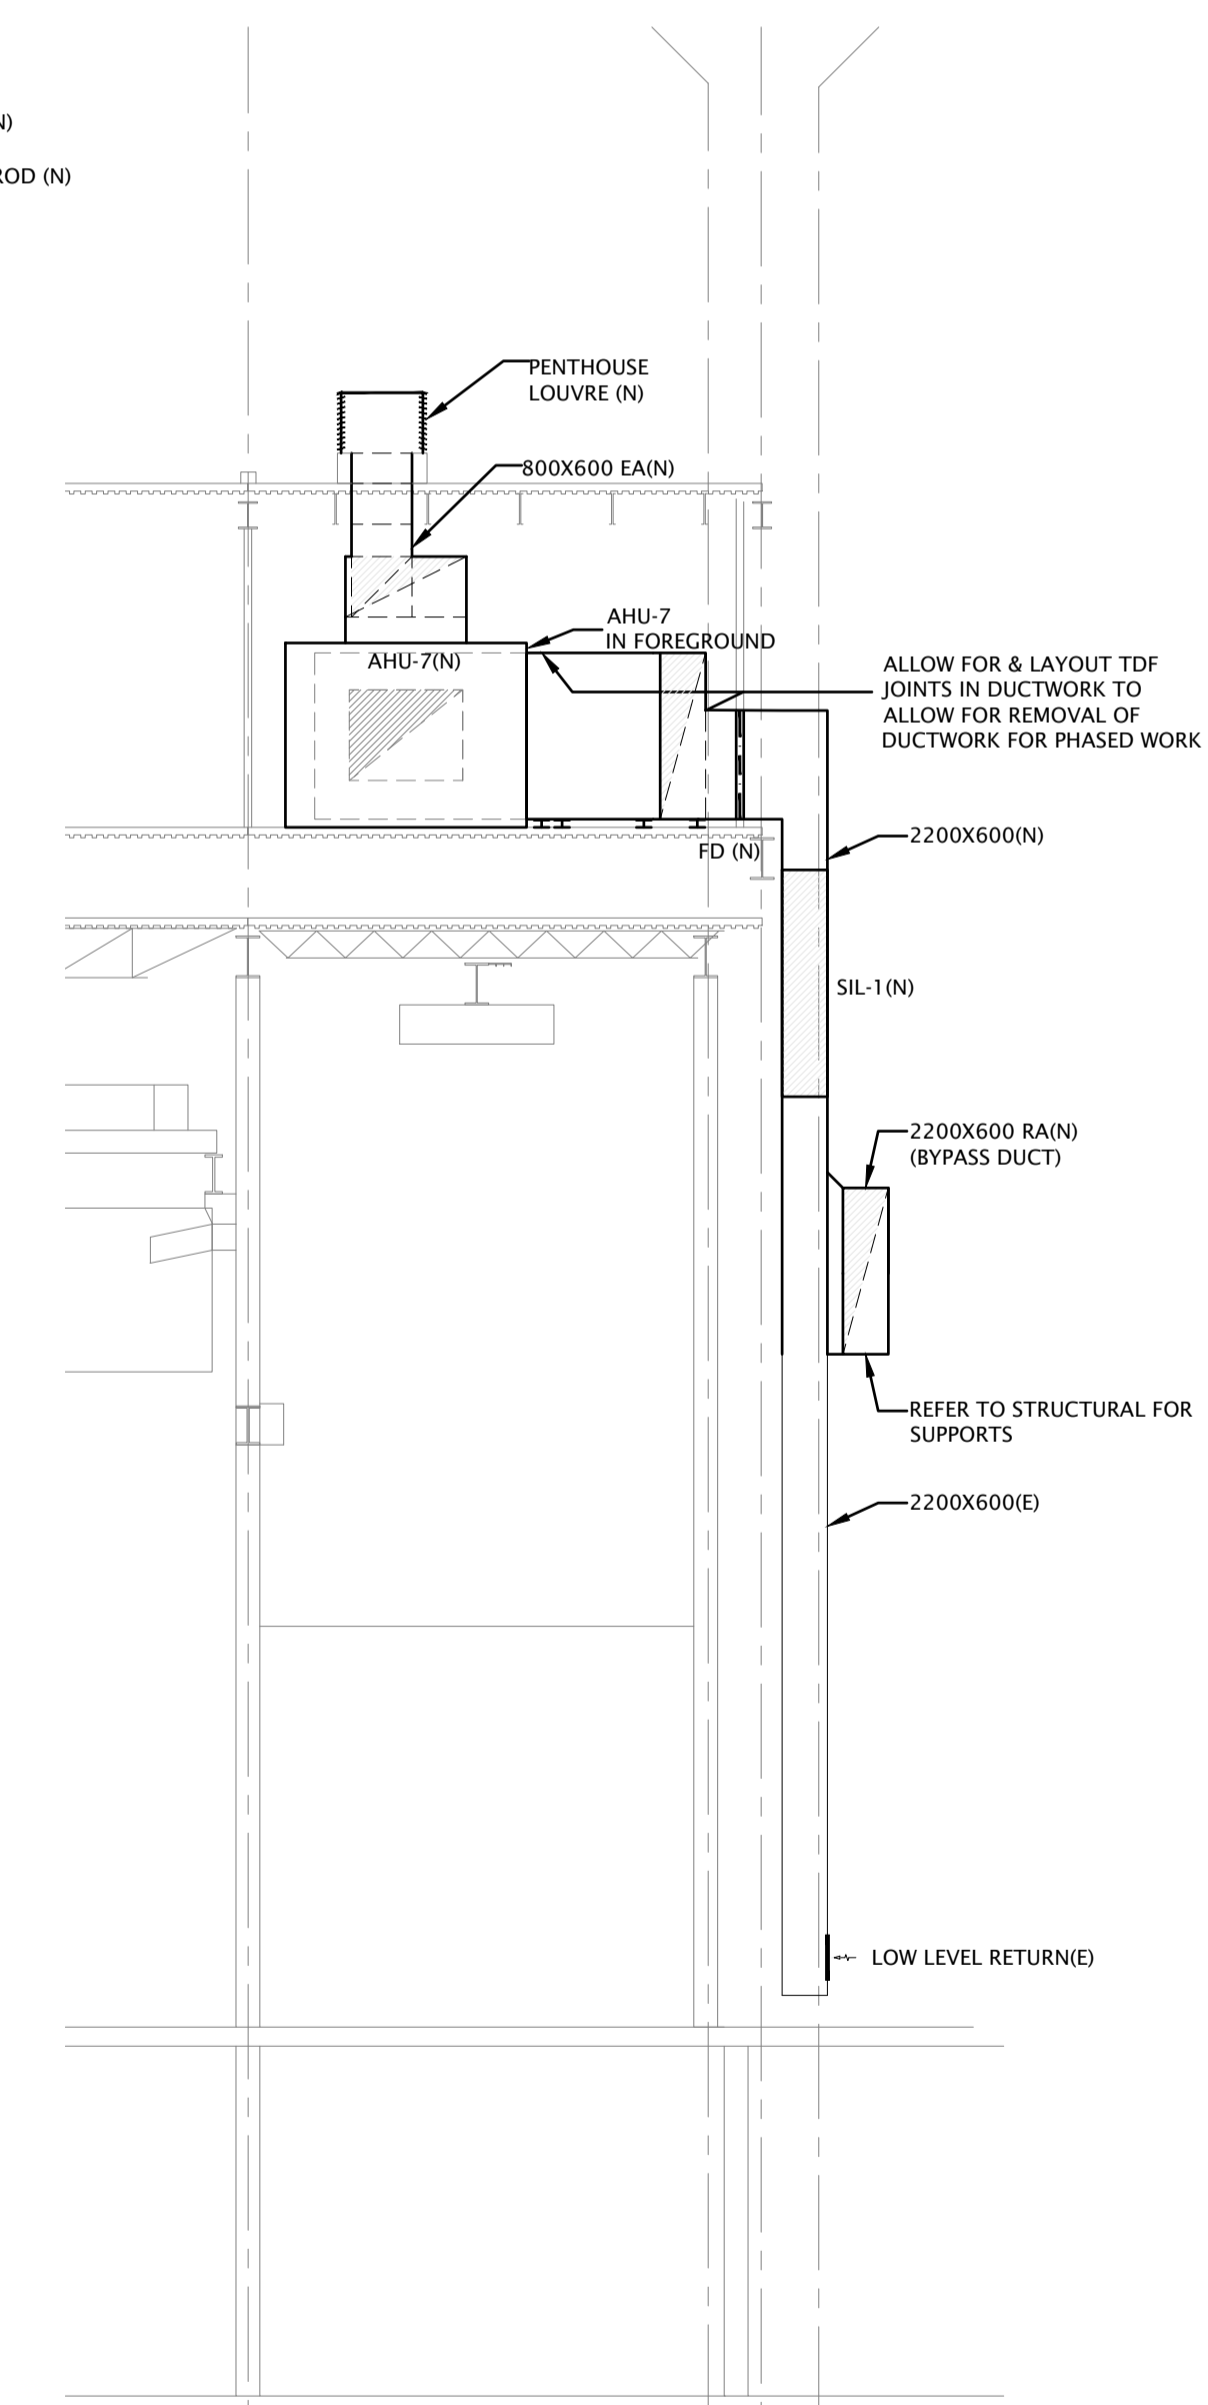 N)
ROD (N)
PENTHOUSE
LOUVRE (N)
800X600 EA(N)
AHU-7
IN FOREGROUND
AHU-7(N)
ALLOW FOR & LAYOUT TDF
JOINTS IN DUCTWORK TO
ALLOW FOR REMOVAL OF
DUCTWORK FOR PHASED WORK
2200X600(N)
FD (N)
SIL-1(N)
2200X600 RA(N)
(BYPASS DUCT)
REFER TO STRUCTURAL FOR
SUPPORTS
2200X600(E)
LOW LEVEL RETURN(E)